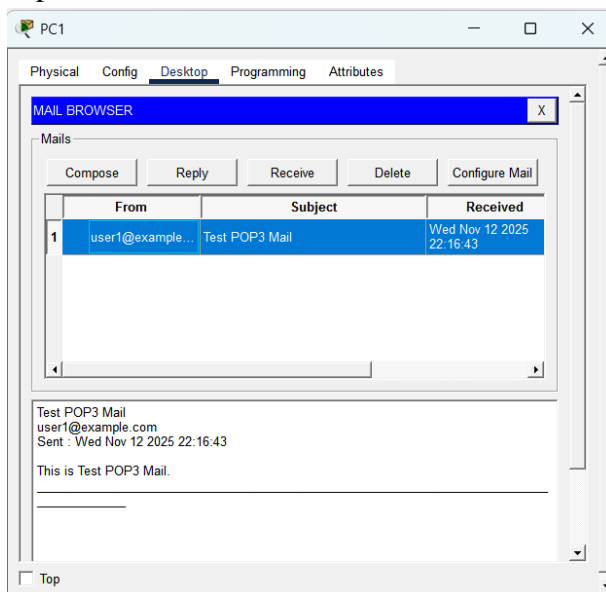 PC1
Physical Config Desktop Programming Attributes
MAIL BROWSER X
Mails
Compose Reply Receive Delete Configure Mail
From Subject Received
1 user1@example... Test POP3 Mail Wed Nov 12 2025
22:16:43
Test POP3 Mail
user1@example.com
Sent : Wed Nov 12 2025 22:16:43
This is Test POP3 Mail.
Top